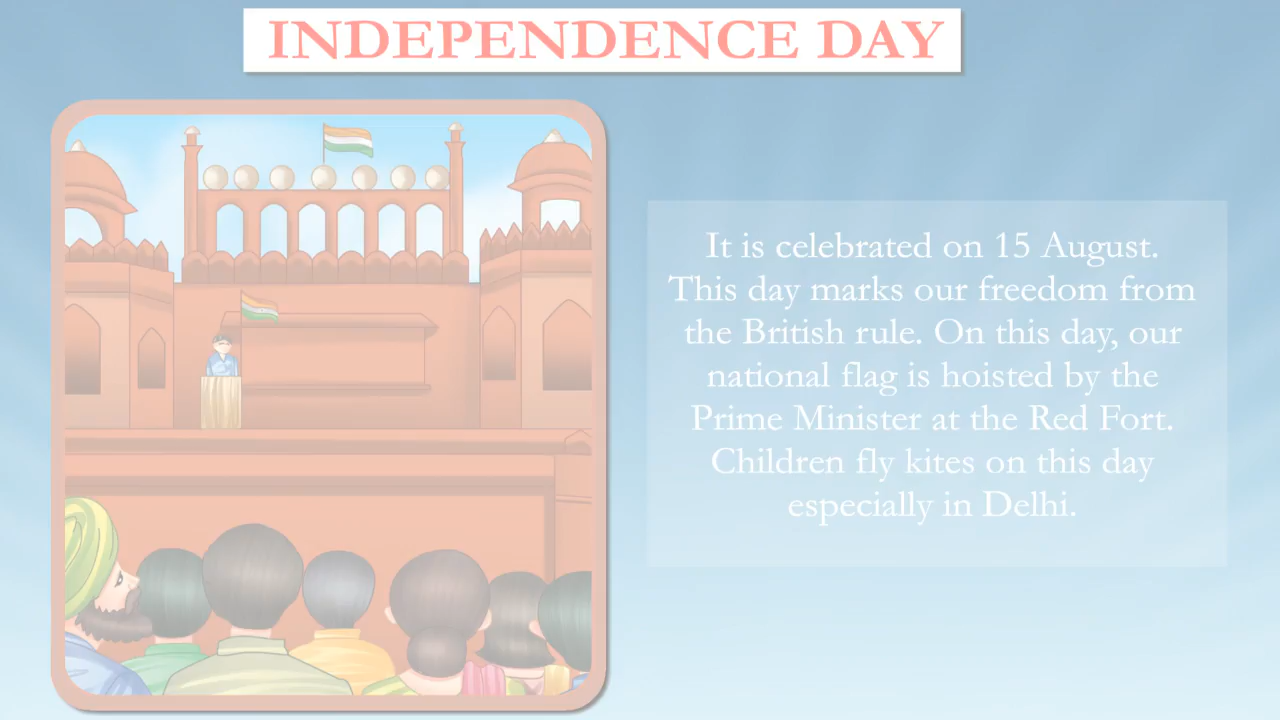 INDEPENDENCE DAY
It is celebrated on 15 August.
This day marks our freedom from
the British rule. On this day, our
national flag is hoisted by the
Prime Minister at the Red Fort.
Children fly kites on this day
especially in Delhi.